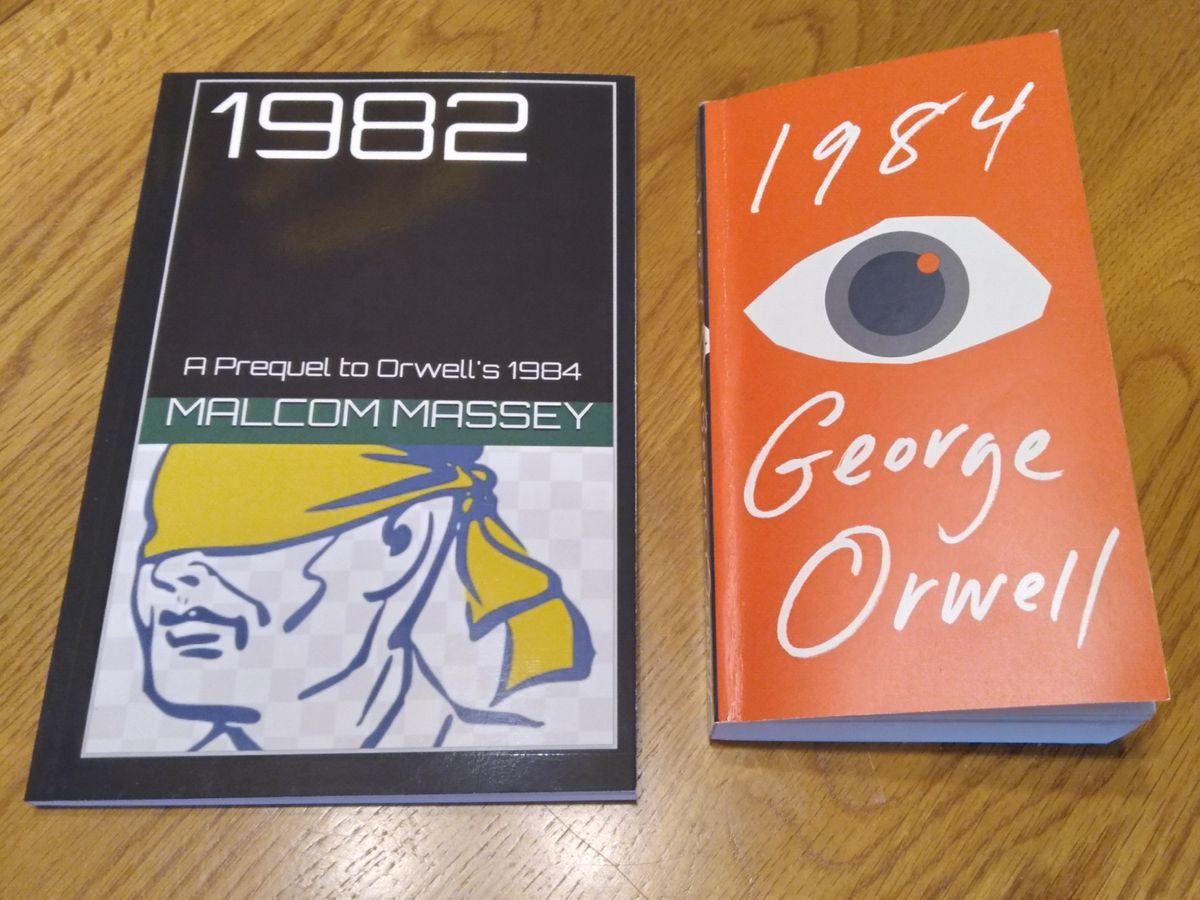 1982
A Prequel to Orwell's 1984
MALCOM MASSEY
1984
George
Orwell